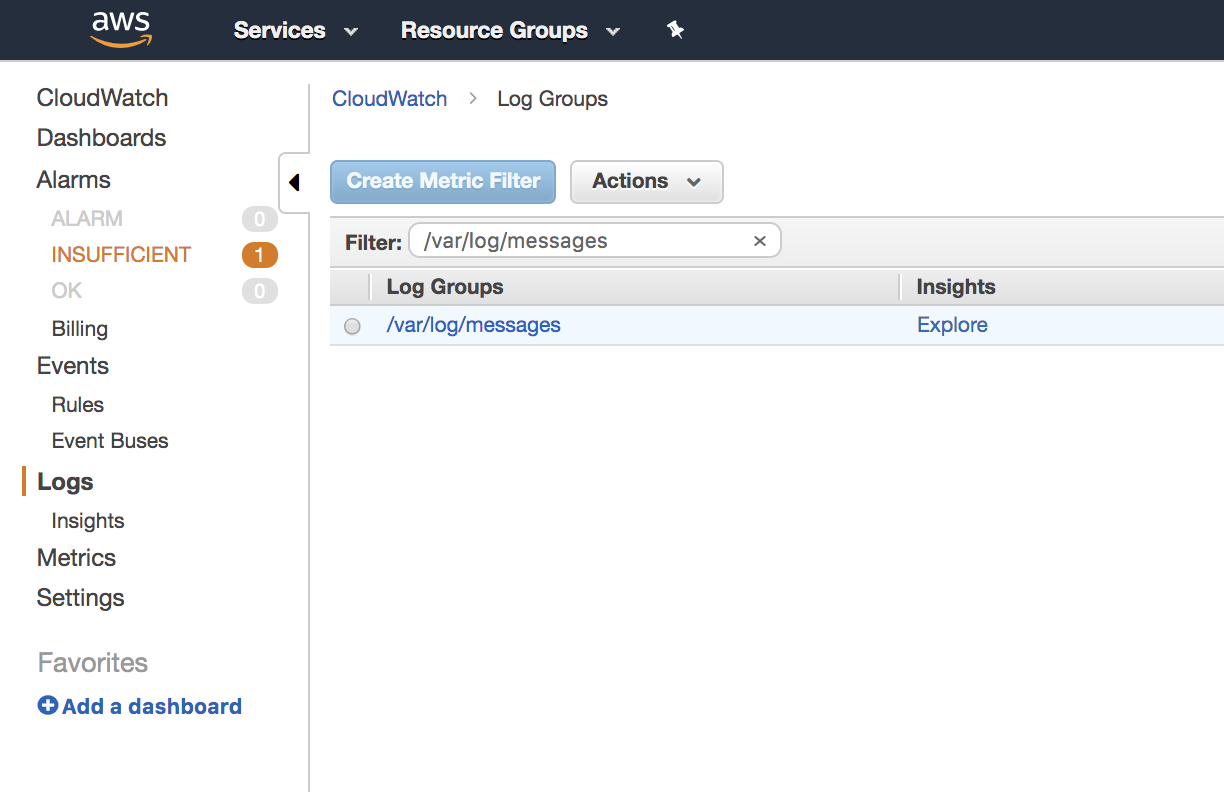 aws Services Resource Groups
CloudWatch
Dashboards
Alarms
ALARM 0
INSUFFICIENT 1
OK 0
Billing
Events
Rules
Event Buses
Logs
Insights
Metrics
Settings
Favorites
Add a dashboard
CloudWatch > Log Groups
Create Metric Filter Actions
Filter: /var/log/messages ×
Log Groups Insights
/var/log/messages Explore